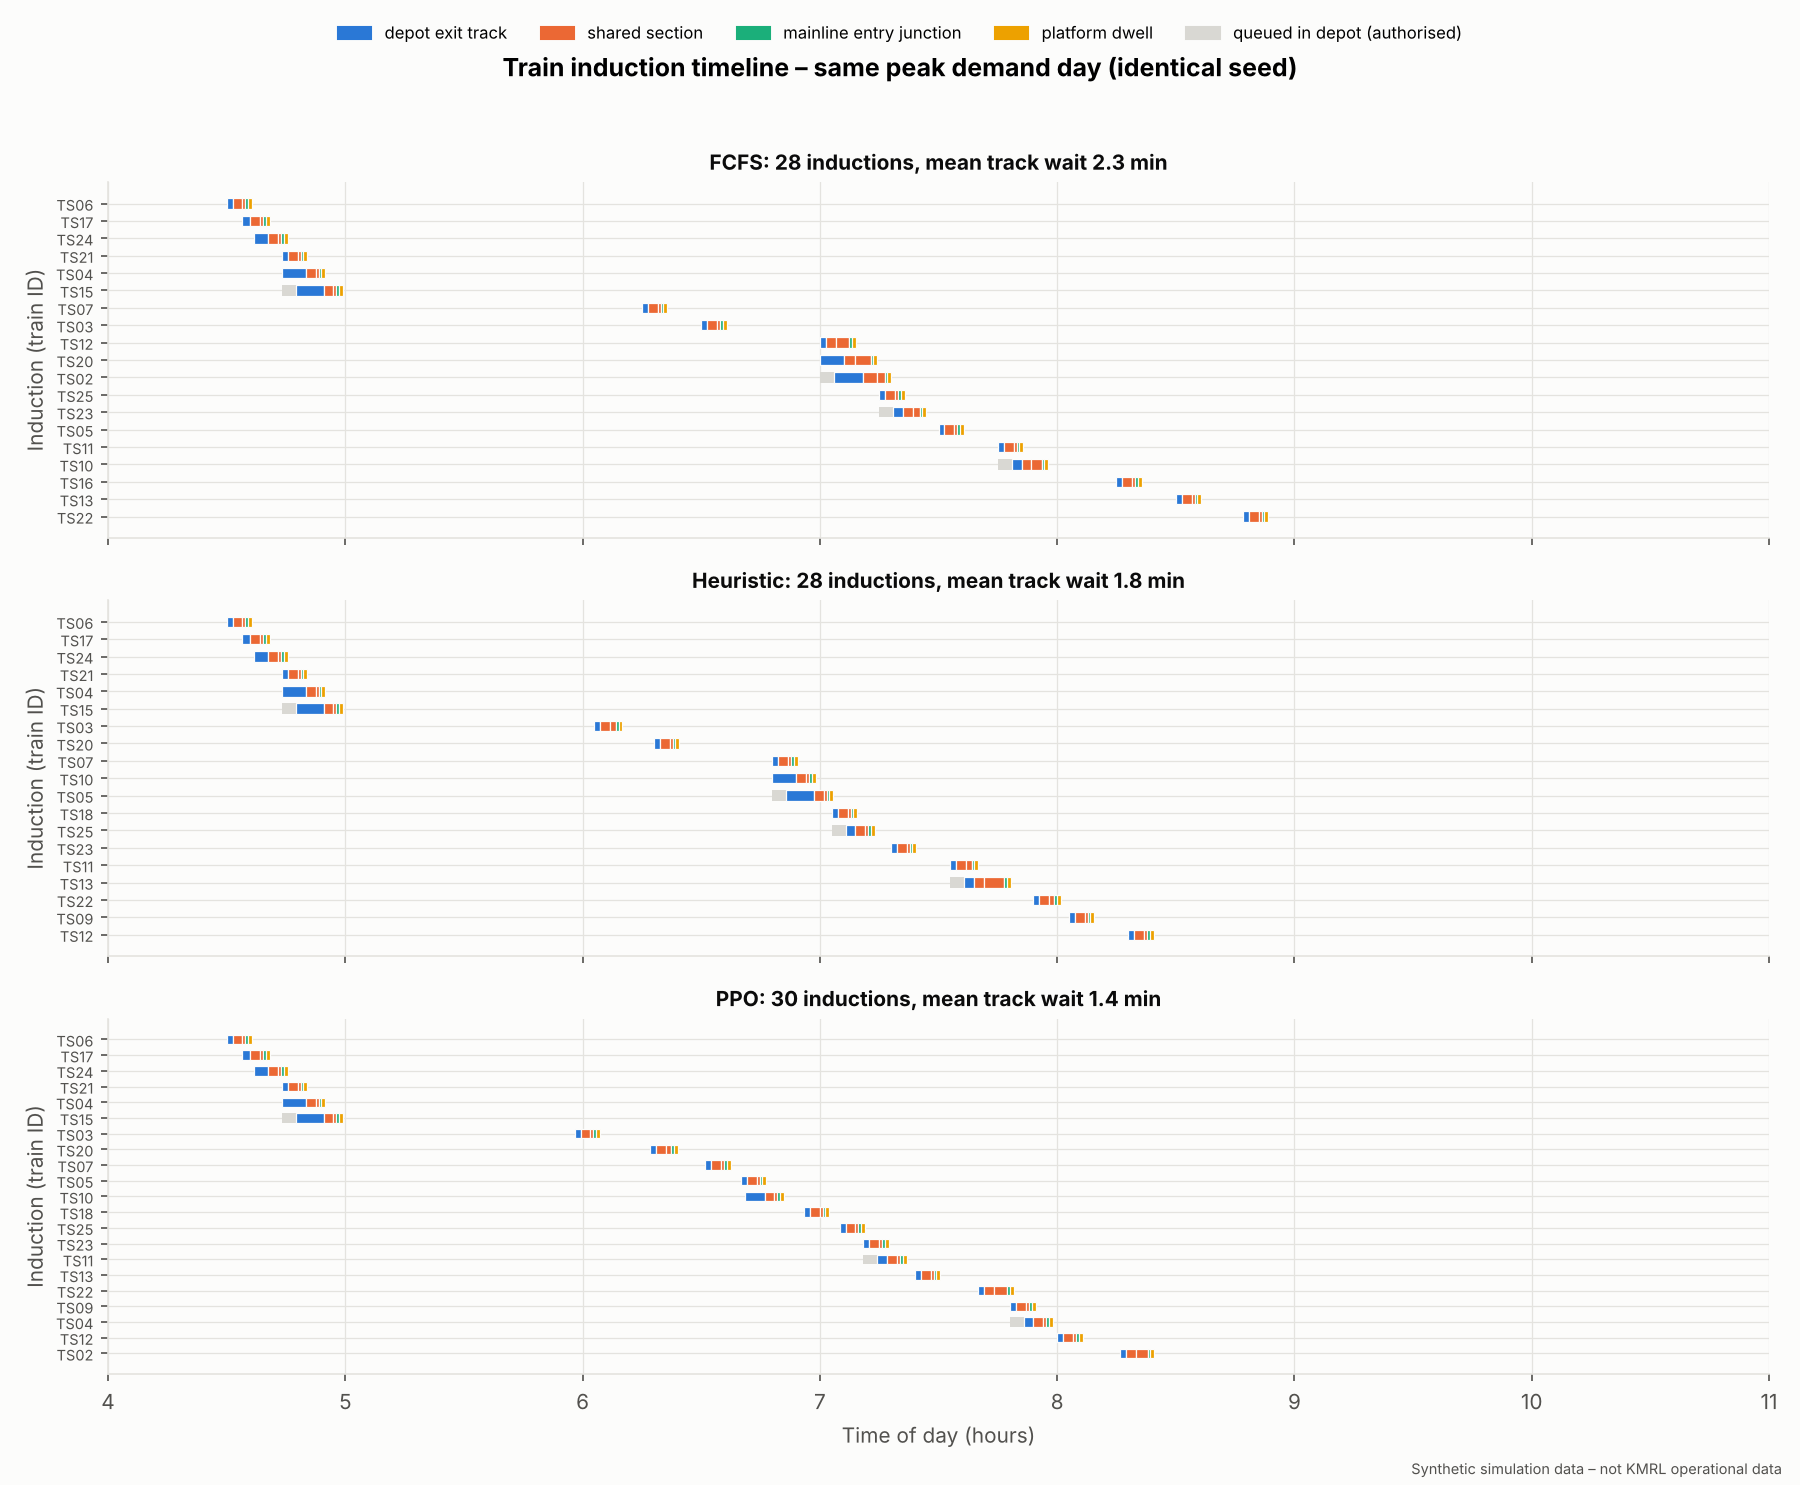 depot exit track shared section mainline entry junction platform dwell queued in depot (authorised)
Train induction timeline – same peak demand day (identical seed)
FCFS: 28 inductions, mean track wait 2.3 min
Induction (train ID)
TS06
TS17
TS24
TS21
TS04
TS15
TS07
TS03
TS12
TS20
TS02
TS25
TS23
TS05
TS11
TS10
TS16
TS13
TS22
Heuristic: 28 inductions, mean track wait 1.8 min
Induction (train ID)
TS06
TS17
TS24
TS21
TS04
TS15
TS03
TS20
TS07
TS10
TS05
TS18
TS25
TS23
TS11
TS13
TS22
TS09
TS12
PPO: 30 inductions, mean track wait 1.4 min
Induction (train ID)
TS06
TS17
TS24
TS21
TS04
TS15
TS03
TS20
TS07
TS05
TS10
TS18
TS25
TS23
TS11
TS13
TS22
TS09
TS04
TS12
TS02
4 5 6 7 8 9 10 11
Time of day (hours)
Synthetic simulation data – not KMRL operational data